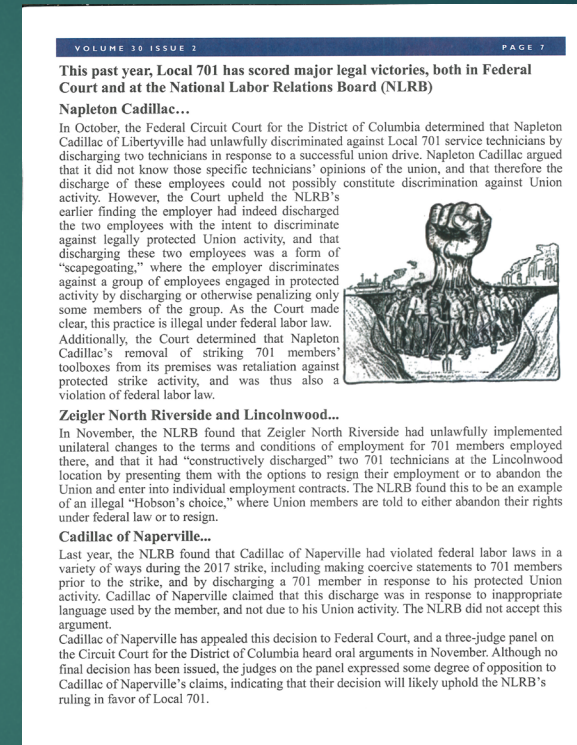 VOLUME 30 ISSUE 2
PAGE 7
This past year, Local 701 has scored major legal victories, both in Federal
Court and at the National Labor Relations Board (NLRB)
Napleton Cadillac…
In October, the Federal Circuit Court for the District of Columbia determined that Napleton
Cadillac of Libertyville had unlawfully discriminated against Local 701 service technicians by
discharging two technicians in response to a successful union drive. Napleton Cadillac argued
that it did not know those specific technicians’ opinions of the union, and that therefore the
discharge of these employees could not possibly constitute discrimination against Union
activity. However, the Court upheld the NLRB’s
earlier finding the employer had indeed discharged
the two employees with the intent to discriminate
against legally protected Union activity, and that
discharging these two employees was a form of
“scapegoating,” where the employer discriminates
against a group of employees engaged in protected
activity by discharging or otherwise penalizing only
some members of the group. As the Court made
clear, this practice is illegal under federal labor law.
Additionally, the Court determined that Napleton
Cadillac’s removal of striking 701 members’
toolboxes from its premises was retaliation against
protected strike activity, and was thus also a
violation of federal labor law.
Zeigler North Riverside and Lincolnwood...
In November, the NLRB found that Zeigler North Riverside had unlawfully implemented
unilateral changes to the terms and conditions of employment for 701 members employed
there, and that it had “constructively discharged” two 701 technicians at the Lincolnwood
location by presenting them with the options to resign their employment or to abandon the
Union and enter into individual employment contracts. The NLRB found this to be an example
of an illegal “Hobson’s choice,” where Union members are told to either abandon their rights
under federal law or to resign.
Cadillac of Naperville...
Last year, the NLRB found that Cadillac of Naperville had violated federal labor laws in a
variety of ways during the 2017 strike, including making coercive statements to 701 members
prior to the strike, and by discharging a 701 member in response to his protected Union
activity. Cadillac of Naperville claimed that this discharge was in response to inappropriate
language used by the member, and not due to his Union activity. The NLRB did not accept this
argument.
Cadillac of Naperville has appealed this decision to Federal Court, and a three-judge panel on
the Circuit Court for the District of Columbia heard oral arguments in November. Although no
final decision has been issued, the judges on the panel expressed some degree of opposition to
Cadillac of Naperville’s claims, indicating that their decision will likely uphold the NLRB’s
ruling in favor of Local 701.